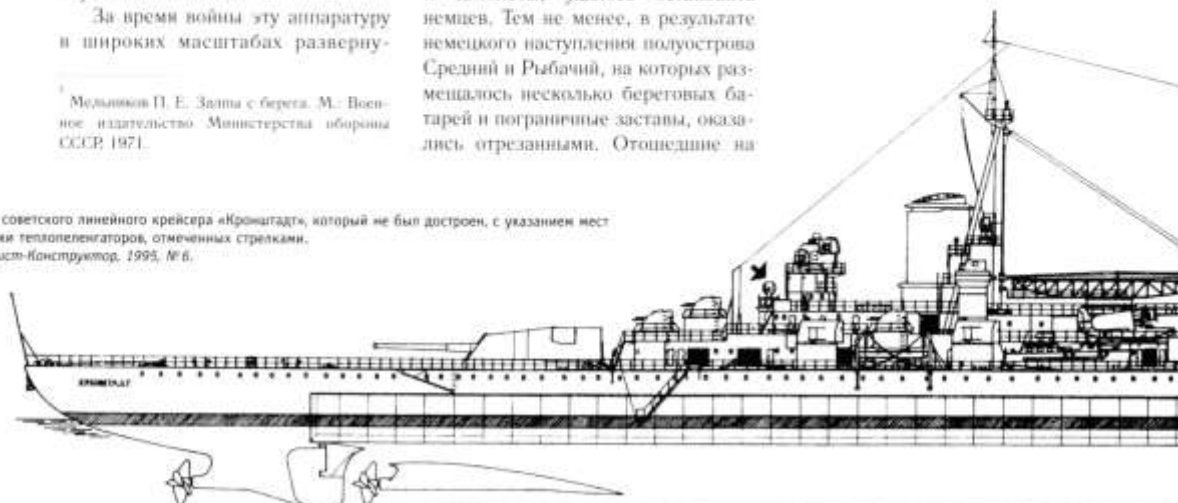 За время войны эту аппаратуру
в широких масштабах разверну-
Мельников П. Е. Залпы с берега. М.: Воен-
ное издательство Министерства обороны
СССР, 1971.
немцев. Тем не менее, в результате
немецкого наступления полуострова
Средний и Рыбачий, на которых раз-
мещалось несколько береговых ба-
тарей и пограничные заставы, оказа-
лись отрезанными. Отошедшие на
советского линейного крейсера «Кронштадт», который не был достроен, с указанием мест
ки теплопеленгаторов, отмеченных стрелками.
ист-Конструктор, 1995, № 6.
КРОНШТАДТ